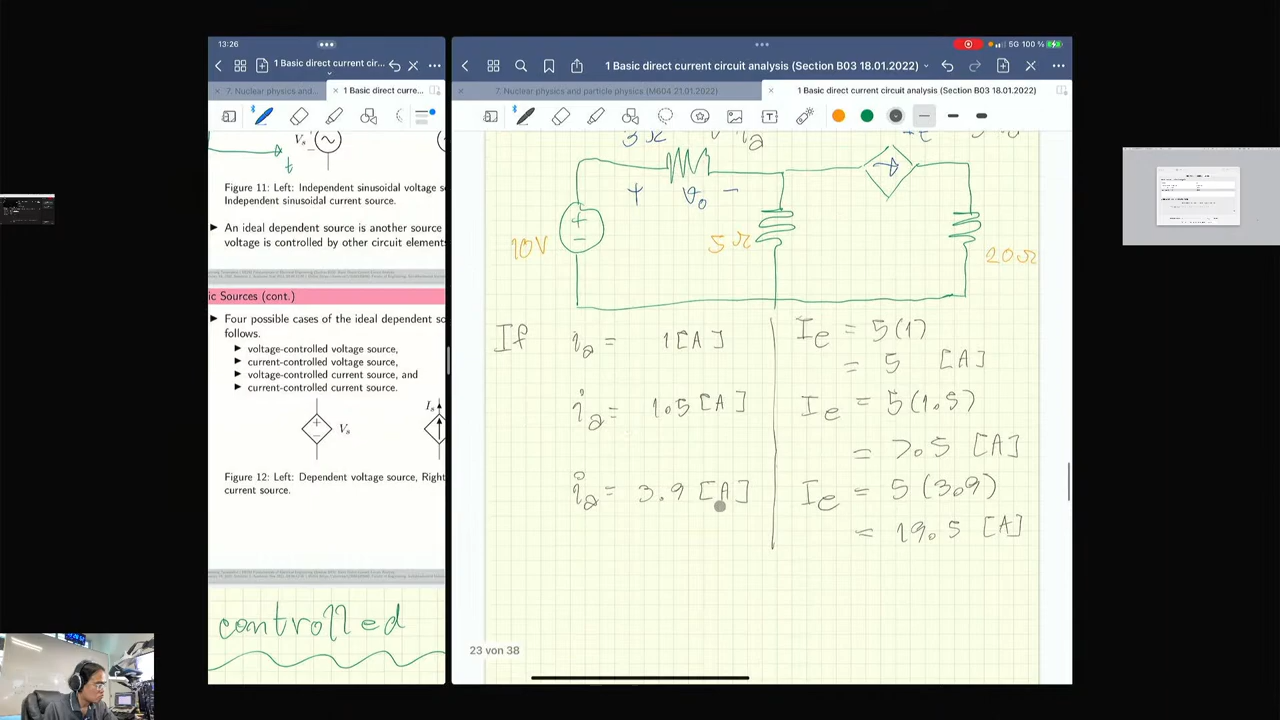 13:26
1 Basic direct current cir...
7. Nuclear physics and...
1 Basic direct curre...
t
Vs
Figure 11: Left: Independent sinusoidal voltage s
Independent sinusoidal current source.
An ideal dependent source is another source
voltage is controlled by other circuit element
ic Sources (cont.)
Four possible cases of the ideal dependent so
follows.
voltage-controlled voltage source,
current-controlled voltage source,
voltage-controlled current source, and
current-controlled current source.
+
−
Vs
Is
Figure 12: Left: Dependent voltage source, Right
current source.
controlled
5G 100 %
1 Basic direct current circuit analysis (Section B03 18.01.2022)
7. Nuclear physics and particle physics (M604 21.01.2022)
1 Basic direct current circuit analysis (Section B03 18.01.2022)
3Ω
+ Vo −
10V
+
−
5Ω
20Ω
If ia = 1 [A]
Ie = 5(1)
= 5 [A]
ia = 1.5 [A]
Ie = 5(1.5)
= 7.5 [A]
ia = 3.9 [A]
Ie = 5(3.9)
= 19.5 [A]
23 von 38